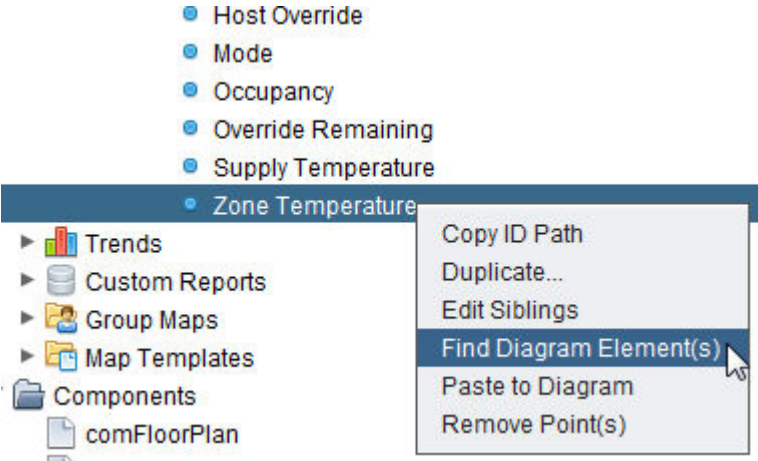 Host Override
Mode
Occupancy
Override Remaining
Supply Temperature
Zone Temperature
Copy ID Path
Duplicate...
Edit Siblings
Find Diagram Element(s)
Paste to Diagram
Remove Point(s)
Trends
Custom Reports
Group Maps
Map Templates
Components
comFloorPlan